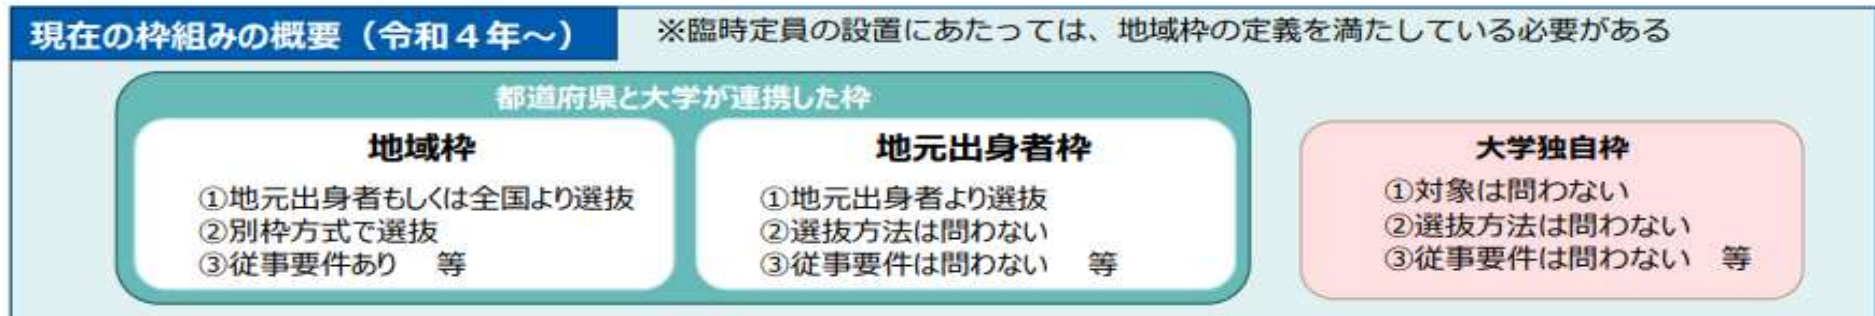 現在の枠組みの概要（令和４年～）
※臨時定員の設置にあたっては、地域枠の定義を満たしている必要がある
都道府県と大学が連携した枠
地域枠
①地元出身者もしくは全国より選抜
②別枠方式で選抜
③従事要件あり　等
地元出身者枠
①地元出身者より選抜
②選抜方法は問わない
③従事要件は問わない　等
大学独自枠
①対象は問わない
②選抜方法は問わない
③従事要件は問わない　等